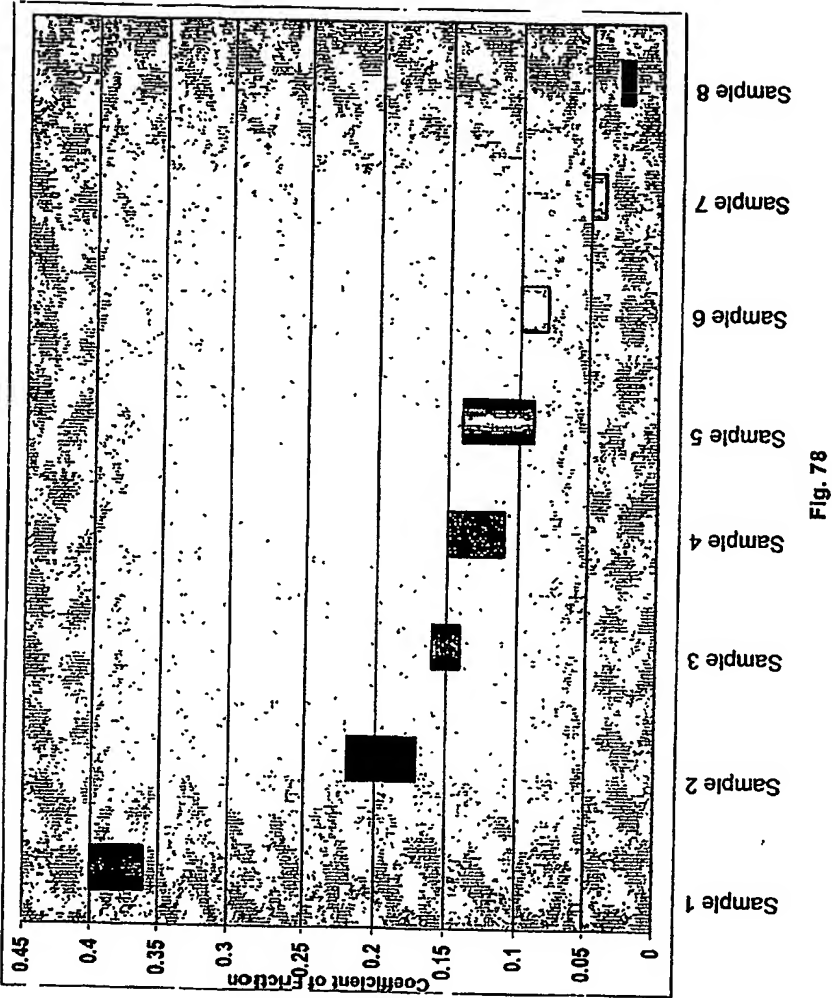 Coefficient of Friction
0.45
0.4
0.35
0.3
0.25
0.2
0.15
0.1
0.05
0
Sample 1
Sample 2
Sample 3
Sample 4
Sample 5
Sample 6
Sample 7
Sample 8
Fig. 78